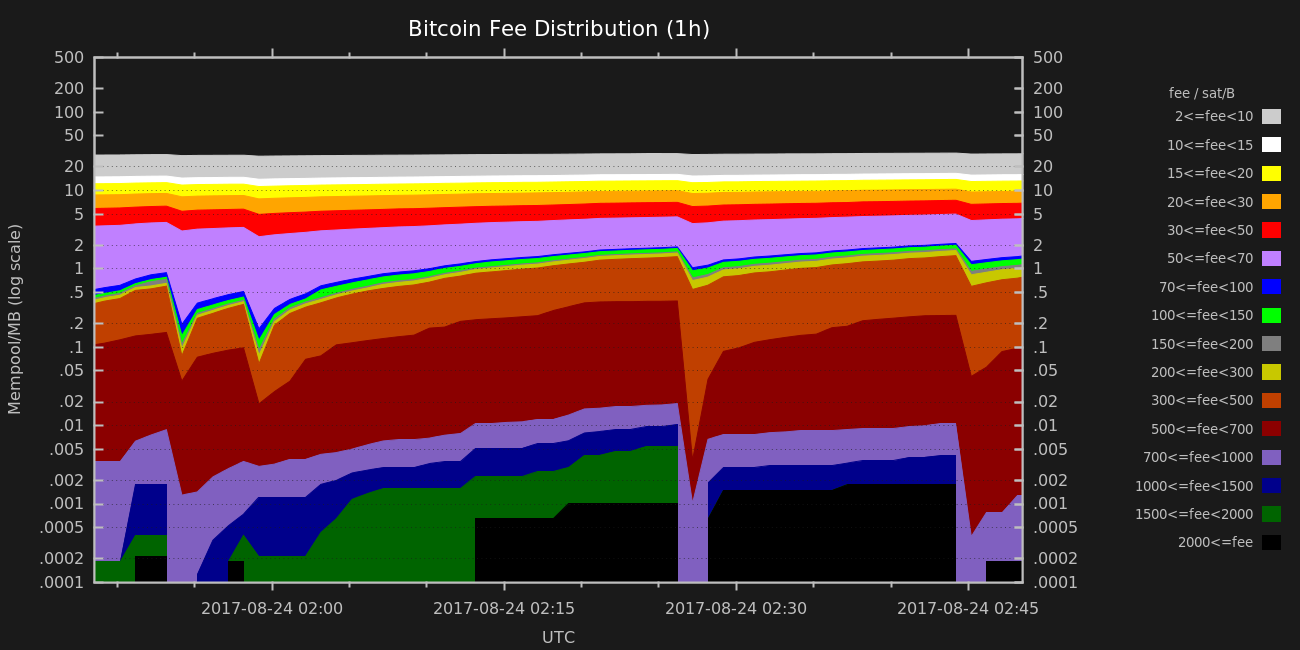 Bitcoin Fee Distribution (1h)
500
200
100
50
20
10
5
2
1
.5
.2
.1
.05
.02
.01
.005
.002
.001
.0005
.0002
.0001
Mempool/MB (log scale)
500
200
100
50
20
10
5
2
1
.5
.2
.1
.05
.02
.01
.005
.002
.001
.0005
.0002
.0001
2017-08-24 02:00
2017-08-24 02:15
2017-08-24 02:30
2017-08-24 02:45
UTC
fee / sat/B
2<=fee<10
10<=fee<15
15<=fee<20
20<=fee<30
30<=fee<50
50<=fee<70
70<=fee<100
100<=fee<150
150<=fee<200
200<=fee<300
300<=fee<500
500<=fee<700
700<=fee<1000
1000<=fee<1500
1500<=fee<2000
2000<=fee